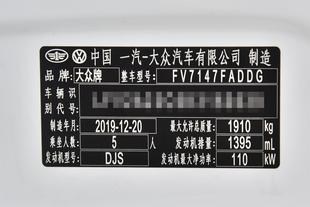 中国 一汽-大众汽车有限公司 制造
品牌 大众牌 整车型号 FV7147FADDG
车辆识别代号
制造年月 2019-12-20 最大允许总质量 1910 kg
乘坐人数 5 人 发动机排量 1395 mL
发动机型号 DJS 发动机最大净功率 110 kW